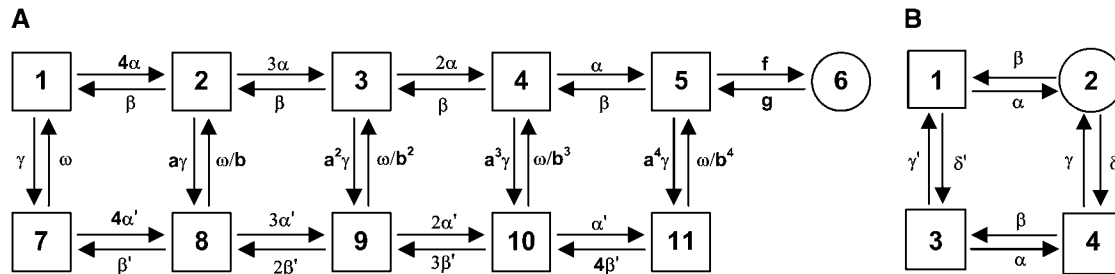 A
B
4α 3α 2α α f
1 2 3 4 5 6
β β β β g
γ ω aγ ω/b a²γ ω/b² a³γ ω/b³ a⁴γ ω/b⁴
4α' 3α' 2α' α'
7 8 9 10 11
β' 2β' 3β' 4β'
β
1 2
α
γ' δ' γ δ
β
3 4
α